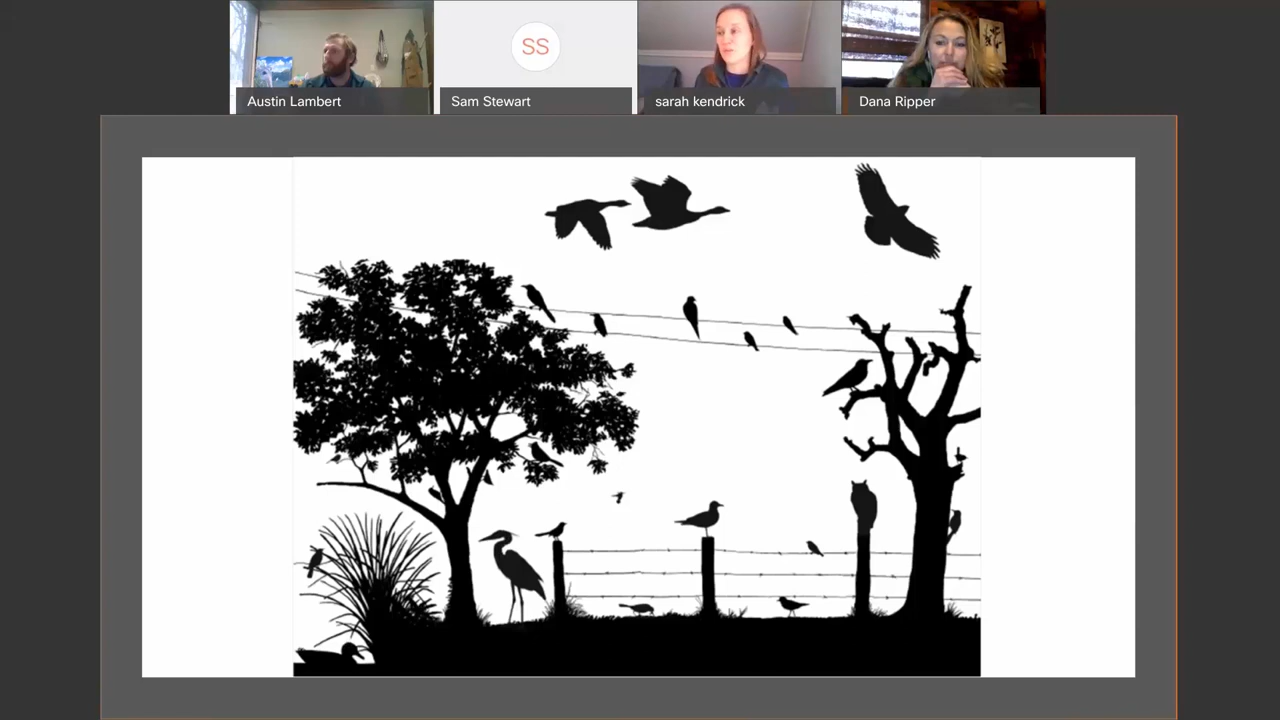 Austin Lambert
SS
Sam Stewart
sarah kendrick
Dana Ripper